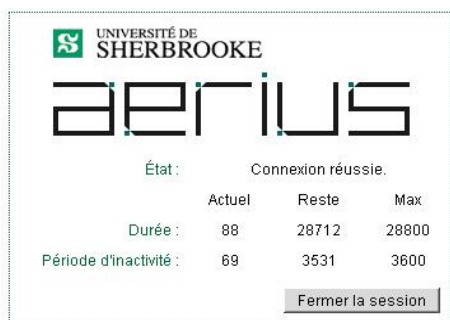 UNIVERSITÉ DE
SHERBROOKE
aerius
État : Connexion réussie.
Actuel Reste Max
Durée : 88 28712 28800
Période d'inactivité : 69 3531 3600
Fermer la session